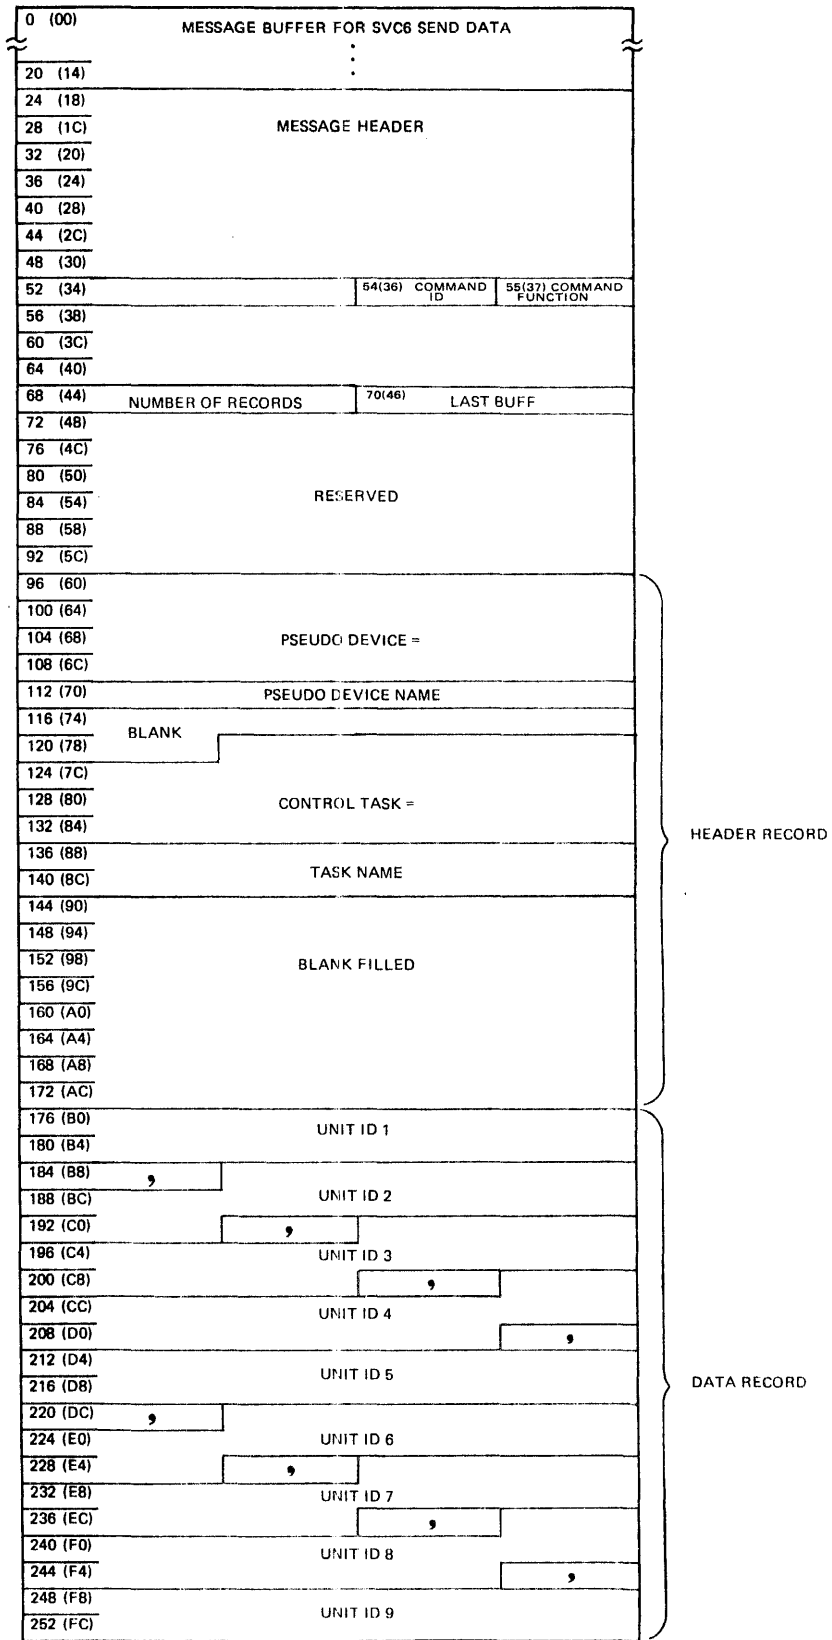 0 (00) MESSAGE BUFFER FOR SVC6 SEND DATA
20 (14)
24 (18)
28 (1C) MESSAGE HEADER
32 (20)
36 (24)
40 (28)
44 (2C)
48 (30)
52 (34) 54(36) COMMAND ID 55(37) COMMAND FUNCTION
56 (38)
60 (3C)
64 (40)
68 (44) NUMBER OF RECORDS 70(46) LAST BUFF
72 (48)
76 (4C)
80 (50)
84 (54) RESERVED
88 (58)
92 (5C)
96 (60)
100 (64)
104 (68) PSEUDO DEVICE =
108 (6C)
112 (70) PSEUDO DEVICE NAME
116 (74) BLANK
120 (78)
124 (7C)
128 (80) CONTROL TASK =
132 (84)
HEADER RECORD
136 (88)
140 (8C) TASK NAME
144 (90)
148 (94)
152 (98) BLANK FILLED
156 (9C)
160 (A0)
164 (A4)
168 (A8)
172 (AC)
176 (B0) UNIT ID 1
180 (B4)
184 (B8) ,
188 (BC) UNIT ID 2
192 (C0) ,
196 (C4) UNIT ID 3
200 (C8) ,
204 (CC) UNIT ID 4
208 (D0) ,
212 (D4) UNIT ID 5
216 (D8)
DATA RECORD
220 (DC) ,
224 (E0) UNIT ID 6
228 (E4) ,
232 (E8) UNIT ID 7
236 (EC) ,
240 (F0) UNIT ID 8
244 (F4) ,
248 (F8) UNIT ID 9
252 (FC)